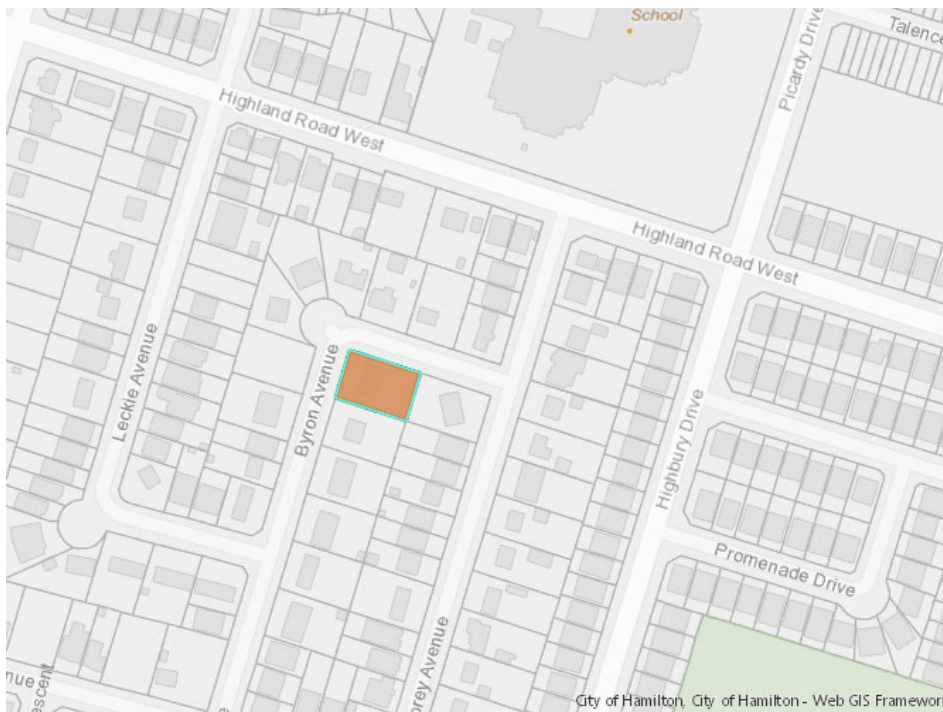 School
Talence
Picardy Drive
Highland Road West
Highland Road West
Leckie Avenue
Byron Avenue
Highbury Drive
Promenade Drive
orey Avenue
nue
escent
City of Hamilton, City of Hamilton - Web GIS Framewor